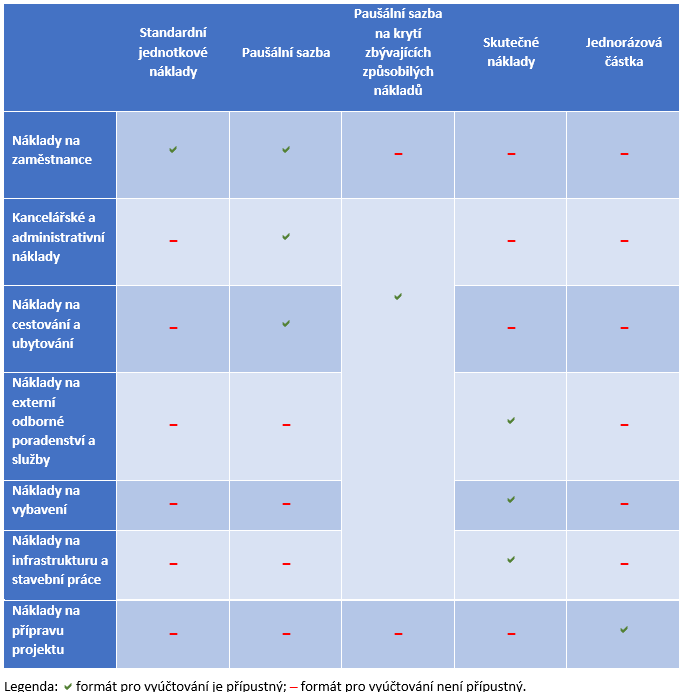 Standardní
jednotkové
náklady
Paušální sazba
Paušální sazba
na krytí
zbývajících
způsobilých
nákladů
Skutečné
náklady
Jednorázová
částka
Náklady na
zaměstnance
✓ ✓ – – –
Kancelářské a
administrativní
náklady
– ✓ – –
Náklady na
cestování a
ubytování
– ✓ ✓ – –
Náklady na
externí
odborné
poradenství a
služby
– – ✓ –
Náklady na
vybavení
– – ✓ –
Náklady na
infrastrukturu a
stavební práce
– – ✓ –
Náklady na
přípravu
projektu
– – – – ✓
Legenda: ✓ formát pro vyúčtování je přípustný; – formát pro vyúčtování není přípustný.